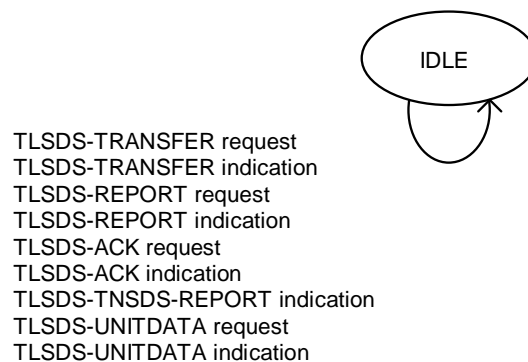 IDLE
TLSDS-TRANSFER request
TLSDS-TRANSFER indication
TLSDS-REPORT request
TLSDS-REPORT indication
TLSDS-ACK request
TLSDS-ACK indication
TLSDS-TNSDS-REPORT indication
TLSDS-UNITDATA request
TLSDS-UNITDATA indication